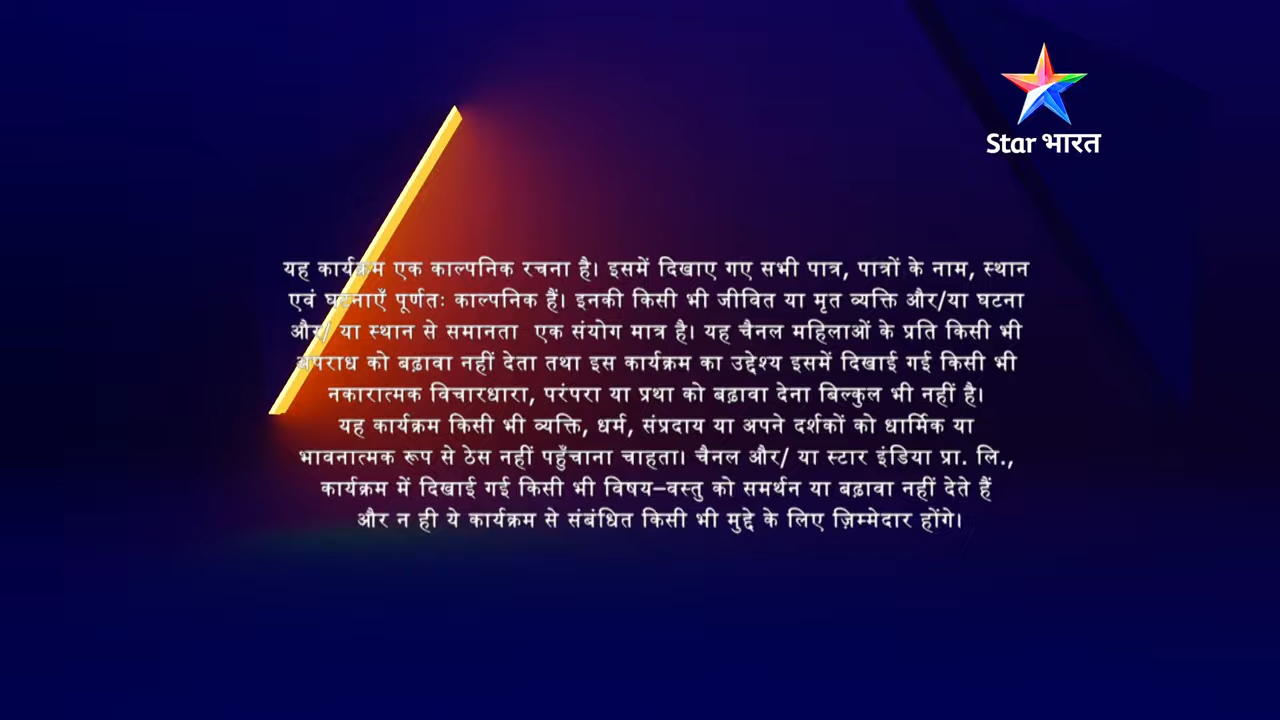 Star भारत
यह कार्यक्रम एक काल्पनिक रचना है। इसमें दिखाए गए सभी पात्र, पात्रों के नाम, स्थान
एवं घटनाएँ पूर्णतः काल्पनिक हैं। इनकी किसी भी जीवित या मृत व्यक्ति और/या घटना
और/ या स्थान से समानता एक संयोग मात्र है। यह चैनल महिलाओं के प्रति किसी भी
अपराध को बढ़ावा नहीं देता तथा इस कार्यक्रम का उद्देश्य इसमें दिखाई गई किसी भी
नकारात्मक विचारधारा, परंपरा या प्रथा को बढ़ावा देना बिल्कुल भी नहीं है।
यह कार्यक्रम किसी भी व्यक्ति, धर्म, संप्रदाय या अपने दर्शकों को धार्मिक या
भावनात्मक रूप से ठेस नहीं पहुँचाना चाहता। चैनल और/ या स्टार इंडिया प्रा. लि.,
कार्यक्रम में दिखाई गई किसी भी विषय–वस्तु को समर्थन या बढ़ावा नहीं देते हैं
और न ही ये कार्यक्रम से संबंधित किसी भी मुद्दे के लिए ज़िम्मेदार होंगे।